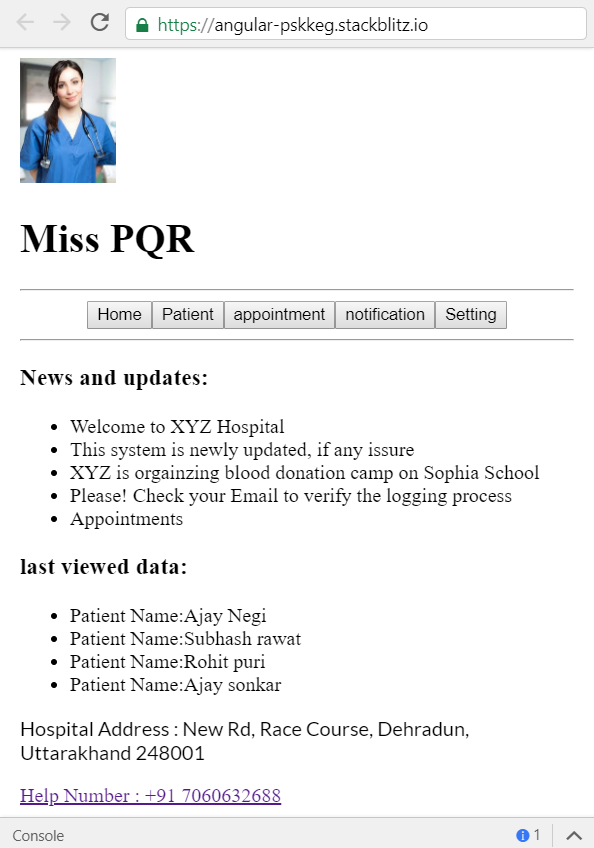 https://angular-pskkeg.stackblitz.io
Miss PQR
Home Patient appointment notification Setting
News and updates:
Welcome to XYZ Hospital
This system is newly updated, if any issure
XYZ is orgainzing blood donation camp on Sophia School
Please! Check your Email to verify the logging process
Appointments
last viewed data:
Patient Name:Ajay Negi
Patient Name:Subhash rawat
Patient Name:Rohit puri
Patient Name:Ajay sonkar
Hospital Address : New Rd, Race Course, Dehradun,
Uttarakhand 248001
Help Number : +91 7060632688
Console 1